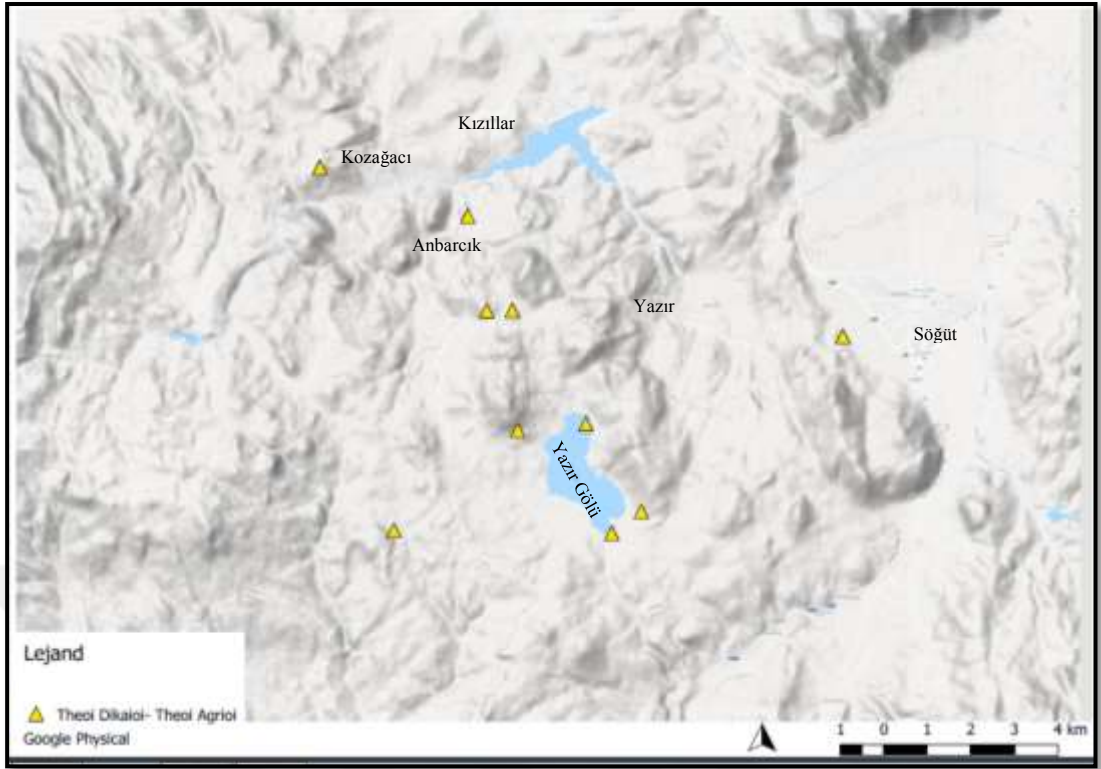 Kızıllar
Kozağacı
Anbarcık
Yazır
Söğüt
Yazır Gölü
Lejand
Theoi Dikaioi- Theoi Agrioi
Google Physical
1 0 1 2 3 4 km